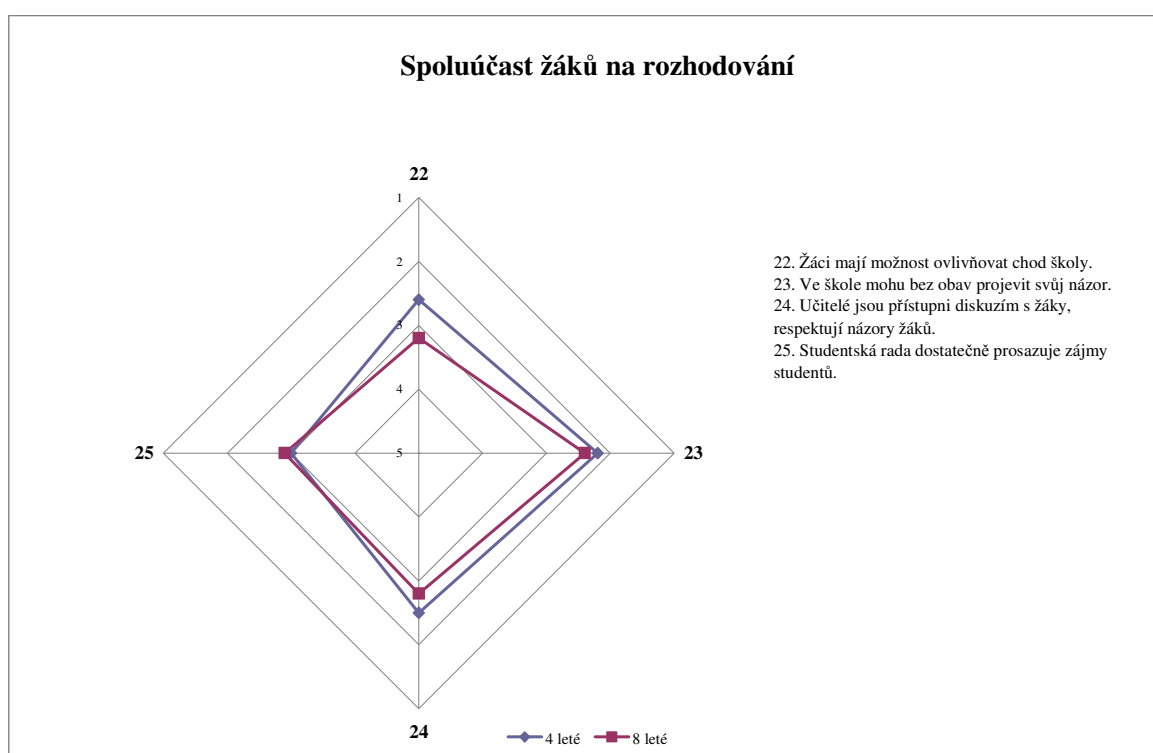 Spoluúčast žáků na rozhodování
22
1
2
3
4
5
25
23
24
22. Žáci mají možnost ovlivňovat chod školy.
23. Ve škole mohu bez obav projevit svůj názor.
24. Učitelé jsou přístupni diskuzím s žáky,
respektují názory žáků.
25. Studentská rada dostatečně prosazuje zájmy
studentů.
4 leté
8 leté